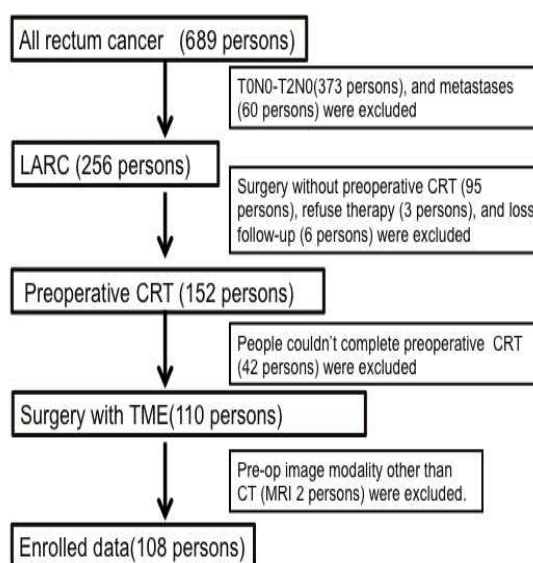 All rectum cancer (689 persons)
T0N0-T2N0(373 persons), and metastases
(60 persons) were excluded
LARC (256 persons)
Surgery without preoperative CRT (95
persons), refuse therapy (3 persons), and loss
follow-up (6 persons) were excluded
Preoperative CRT (152 persons)
People couldn't complete preoperative CRT
(42 persons) were excluded
Surgery with TME(110 persons)
Pre-op image modality other than
CT (MRI 2 persons) were excluded.
Enrolled data(108 persons)